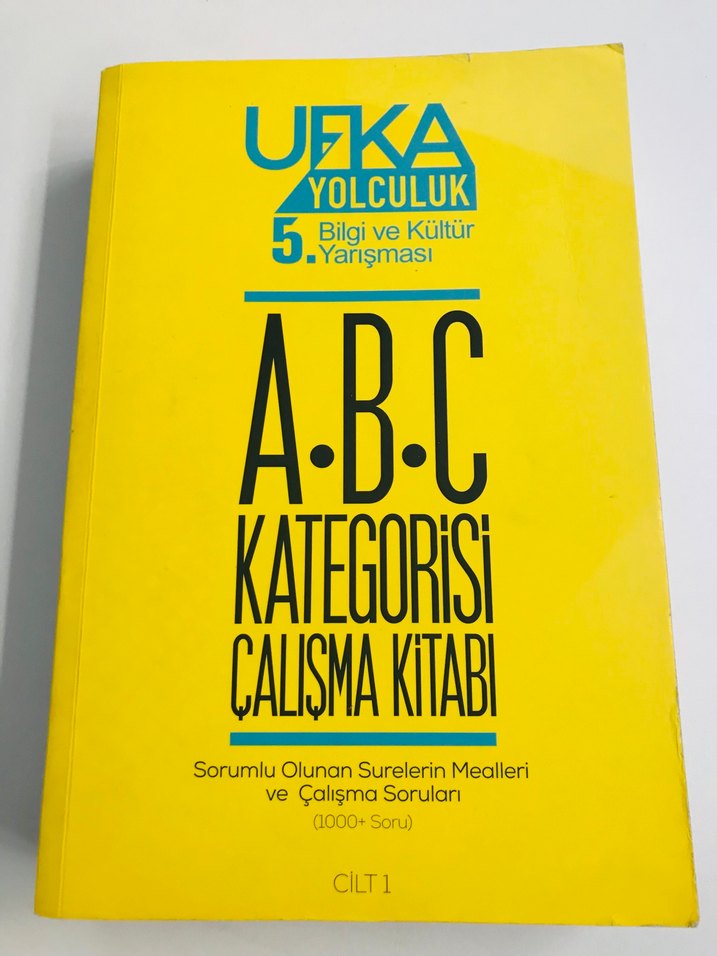 UFKA
YOLCULUK
5. Bilgi ve Kültür
Yarışması
A.B.C
KATEGORİSİ
ÇALIŞMA KİTABI
Sorumlu Olunan Surelerin Mealleri
ve Çalışma Soruları
(1000+ Soru)
CİLT 1